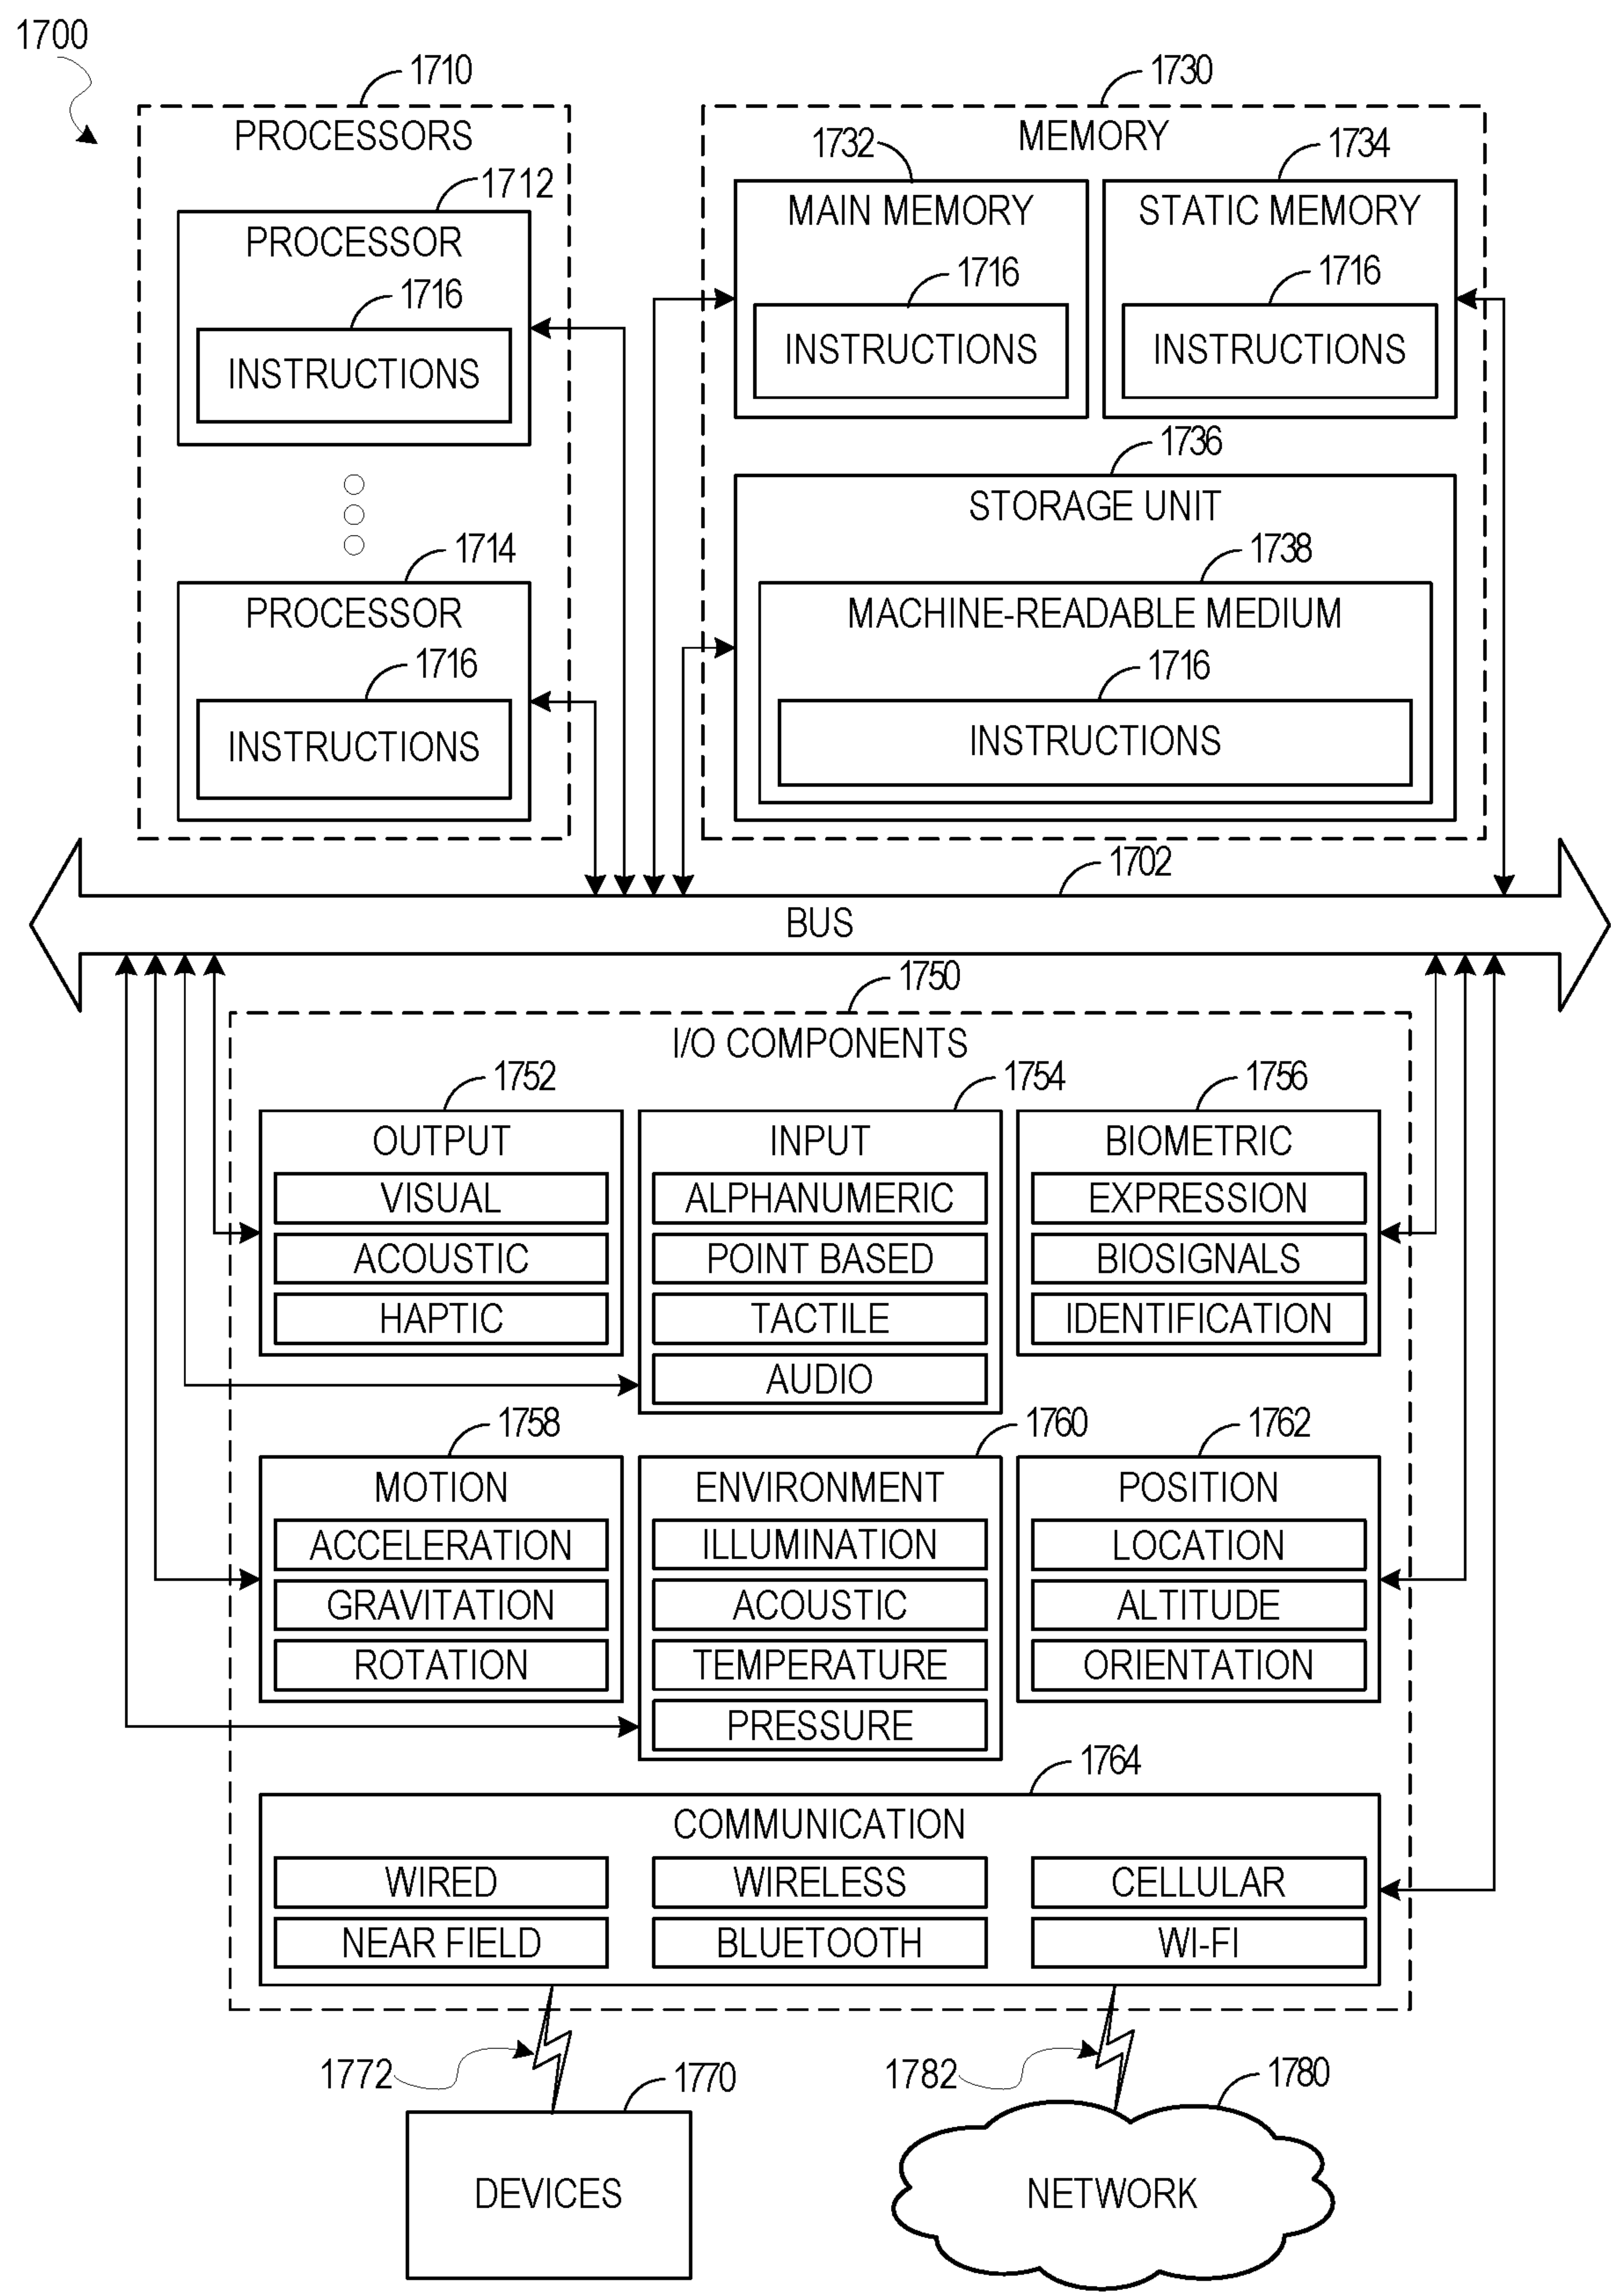 1700
1710
PROCESSORS
1712
PROCESSOR
1716
INSTRUCTIONS
1714
PROCESSOR
1716
INSTRUCTIONS
1730
MEMORY
1732
MAIN MEMORY
1716
INSTRUCTIONS
1734
STATIC MEMORY
1716
INSTRUCTIONS
1736
STORAGE UNIT
1738
MACHINE-READABLE MEDIUM
1716
INSTRUCTIONS
1702
BUS
1750
I/O COMPONENTS
1752
OUTPUT
VISUAL
ACOUSTIC
HAPTIC
1754
INPUT
ALPHANUMERIC
POINT BASED
TACTILE
AUDIO
1756
BIOMETRIC
EXPRESSION
BIOSIGNALS
IDENTIFICATION
1758
MOTION
ACCELERATION
GRAVITATION
ROTATION
1760
ENVIRONMENT
ILLUMINATION
ACOUSTIC
TEMPERATURE
PRESSURE
1762
POSITION
LOCATION
ALTITUDE
ORIENTATION
1764
COMMUNICATION
WIRED
WIRELESS
CELLULAR
NEAR FIELD
BLUETOOTH
WI-FI
1772
1770
DEVICES
1782
1780
NETWORK